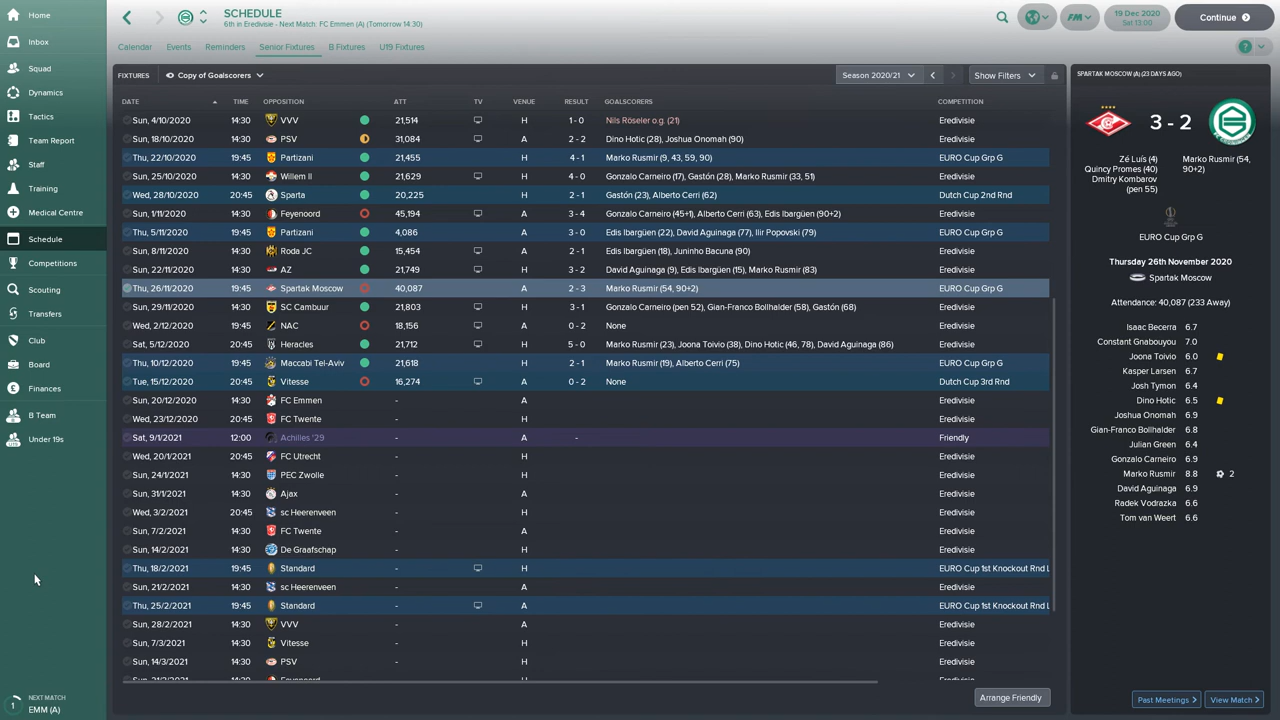 Home
Inbox
Squad
Dynamics
Tactics
Team Report
Staff
Training
Medical Centre
Schedule
Competitions
Scouting
Transfers
Club
Board
Finances
B Team
Under 19s
1 NEXT MATCH
EMM (A)
SCHEDULE
6th in Eredivisie - Next Match: FC Emmen (A) (Tomorrow 14:30)
FM
19 Dec 2020
Sat 13:00
Continue
Calendar Events Reminders Senior Fixtures B Fixtures U19 Fixtures
?
FIXTURES Copy of Goalscorers Season 2020/21 Show Filters
DATE TIME OPPOSITION ATT TV VENUE RESULT GOALSCORERS COMPETITION
Sun, 4/10/2020 14:30 VVV 21,514 H 1 - 0 Nils Röseler o.g. (21) Eredivisie
Sun, 18/10/2020 14:30 PSV 31,084 A 2 - 2 Dino Hotic (28), Joshua Onomah (90) Eredivisie
Thu, 22/10/2020 19:45 Partizani 21,455 H 4 - 1 Marko Rusmir (9, 43, 59, 90) EURO Cup Grp G
Sun, 25/10/2020 14:30 Willem II 21,629 H 4 - 0 Gonzalo Carneiro (17), Gastón (28), Marko Rusmir (33, 51) Eredivisie
Wed, 28/10/2020 20:45 Sparta 20,225 H 2 - 1 Gastón (23), Alberto Cerri (62) Dutch Cup 2nd Rnd
Sun, 1/11/2020 14:30 Feyenoord 45,194 A 3 - 4 Gonzalo Carneiro (45+1), Alberto Cerri (63), Edis Ibargüen (90+2) Eredivisie
Thu, 5/11/2020 19:45 Partizani 4,086 A 3 - 0 Edis Ibargüen (22), David Aguinaga (77), Ilir Popovski (79) EURO Cup Grp G
Sun, 8/11/2020 14:30 Roda JC 15,454 A 2 - 1 Edis Ibargüen (18), Juninho Bacuna (90) Eredivisie
Sun, 22/11/2020 14:30 AZ 21,749 H 3 - 2 David Aguinaga (9), Edis Ibargüen (15), Marko Rusmir (83) Eredivisie
Thu, 26/11/2020 19:45 Spartak Moscow 40,087 A 2 - 3 Marko Rusmir (54, 90+2) EURO Cup Grp G
Sun, 29/11/2020 14:30 SC Cambuur 21,803 H 3 - 1 Gonzalo Carneiro (pen 52), Gian-Franco Bollhalder (58), Gastón (68) Eredivisie
Wed, 2/12/2020 19:45 NAC 18,156 A 0 - 2 None Eredivisie
Sat, 5/12/2020 19:45 Heracles 21,712 H 5 - 0 Marko Rusmir (23), Joona Toivio (38), Dino Hotic (46, 78), David Aguinaga (86) Eredivisie
Thu, 10/12/2020 19:45 Maccabi Tel-Aviv 21,618 H 2 - 1 Marko Rusmir (19), Alberto Cerri (75) EURO Cup Grp G
Tue, 15/12/2020 20:45 Vitesse 16,274 A 0 - 2 None Dutch Cup 3rd Rnd
Sun, 20/12/2020 14:30 FC Emmen - A Eredivisie
Wed, 23/12/2020 20:45 FC Twente - H Eredivisie
Sat, 9/1/2021 12:00 Achilles '29 - A - Friendly
Wed, 20/1/2021 20:45 FC Utrecht - H Eredivisie
Sun, 24/1/2021 14:30 PEC Zwolle - H Eredivisie
Sun, 31/1/2021 14:30 Ajax - A Eredivisie
Wed, 3/2/2021 20:45 sc Heerenveen - H Eredivisie
Sun, 7/2/2021 14:30 FC Twente - A Eredivisie
Sun, 14/2/2021 14:30 De Graafschap - H Eredivisie
Thu, 18/2/2021 19:45 Standard - H EURO Cup 1st Knockout Rnd L
Sun, 21/2/2021 14:30 sc Heerenveen - A Eredivisie
Thu, 25/2/2021 19:45 Standard - A EURO Cup 1st Knockout Rnd L
Sun, 28/2/2021 14:30 VVV - A Eredivisie
Sun, 7/3/2021 14:30 Vitesse - H Eredivisie
Sun, 14/3/2021 14:30 PSV - H Eredivisie
Arrange Friendly
SPARTAK MOSCOW (A) (23 DAYS AGO)
3 - 2
Zé Luís (4) Marko Rusmir (54,
Quincy Promes (40) 90+2)
Dmitry Kombarov
(pen 55)
EURO Cup Grp G
Thursday 26th November 2020
Spartak Moscow
Attendance: 40,087 (233 Away)
Isaac Becerra 6.7
Constant Gnabouyou 7.0
Joona Toivio 6.0
Kasper Larsen 6.7
Josh Tymon 6.4
Dino Hotic 6.5
Joshua Onomah 6.9
Gian-Franco Bollhalder 6.8
Julian Green 6.4
Gonzalo Carneiro 6.9
Marko Rusmir 8.8 2
David Aguinaga 6.9
Radek Vodrazka 6.6
Tom van Weert 6.6
Past Meetings View Match